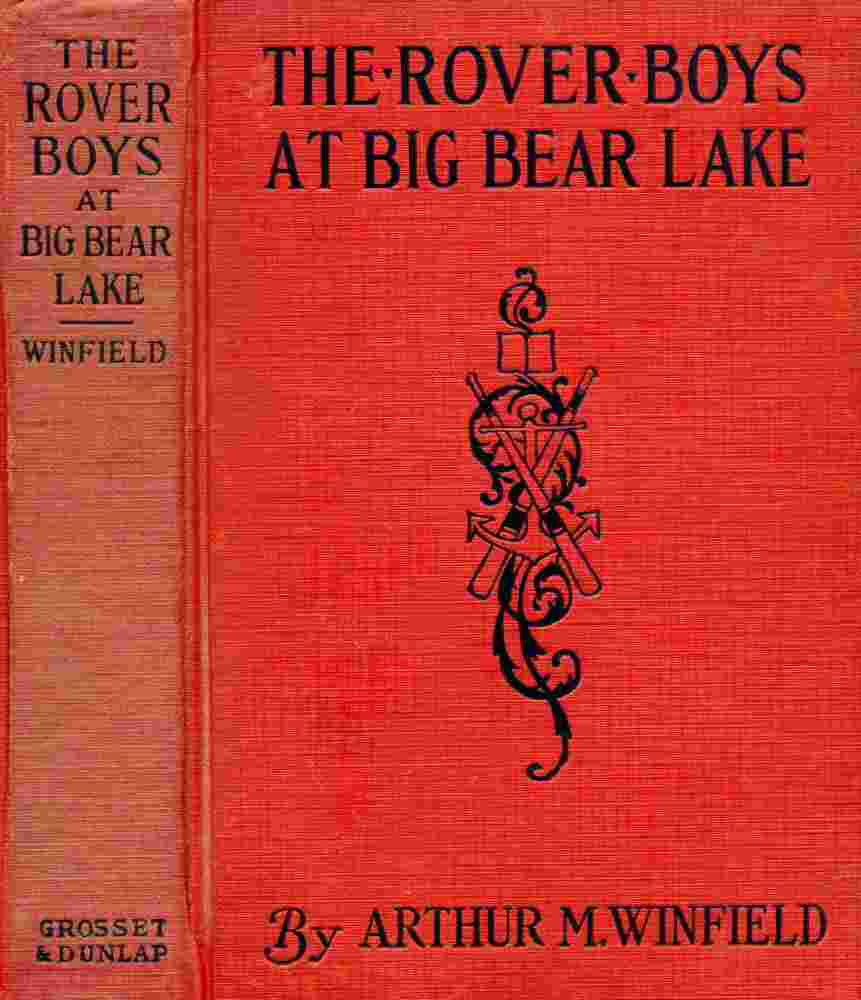 THE
ROVER
BOYS
AT
BIG BEAR
LAKE
WINFIELD
GROSSET
& DUNLAP
THE·ROVER·BOYS
AT BIG BEAR LAKE
By ARTHUR M. WINFIELD